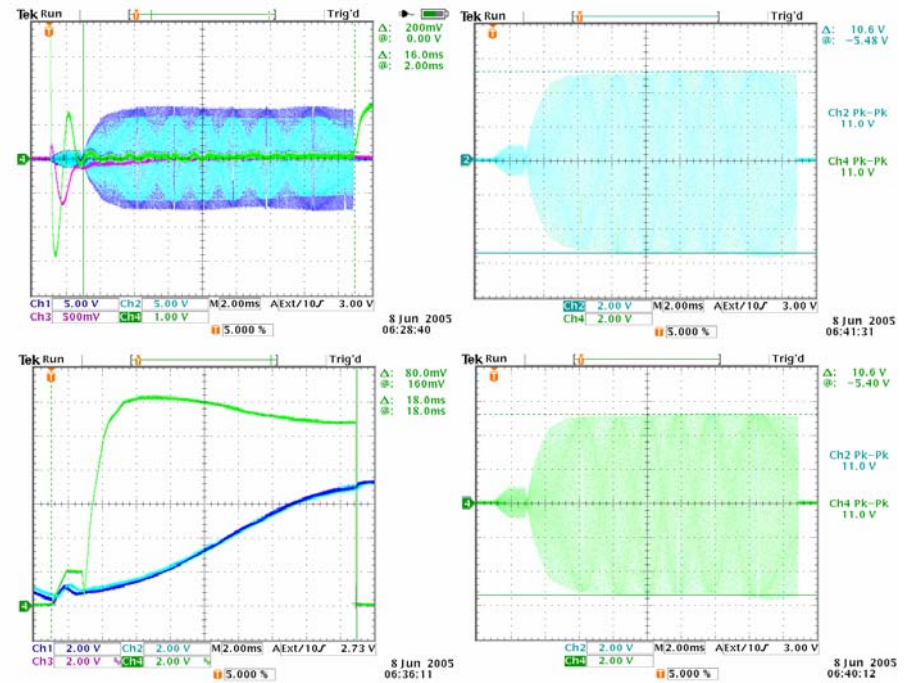 Tek Run Trig'd
Δ: 200mV
@: 0.00 V
Δ: 16.0ms
@: 2.00ms
Ch1 5.00 V Ch2 5.00 V M 2.00ms A Ext/10 ∫ 3.00 V
Ch3 500mV Ch4 1.00 V
5.000 %
8 Jun 2005
06:28:40
Tek Run Trig'd
Δ: 10.6 V
@: -5.48 V
Ch2 Pk-Pk
11.0 V
Ch4 Pk-Pk
11.0 V
Ch2 2.00 V M 2.00ms A Ext/10 ∫ 3.00 V
Ch4 2.00 V
5.000 %
8 Jun 2005
06:41:31
Tek Run Trig'd
Δ: 80.0mV
@: 160mV
Δ: 18.0ms
@: 18.0ms
Ch1 2.00 V Ch2 2.00 V M 2.00ms A Ext/10 ∫ 2.73 V
Ch3 2.00 V Ch4 2.00 V
5.000 %
8 Jun 2005
06:36:11
Tek Run Trig'd
Δ: 10.6 V
@: -5.40 V
Ch2 Pk-Pk
11.0 V
Ch4 Pk-Pk
11.0 V
Ch2 2.00 V M 2.00ms A Ext/10 ∫ 3.00 V
Ch4 2.00 V
5.000 %
8 Jun 2005
06:40:12